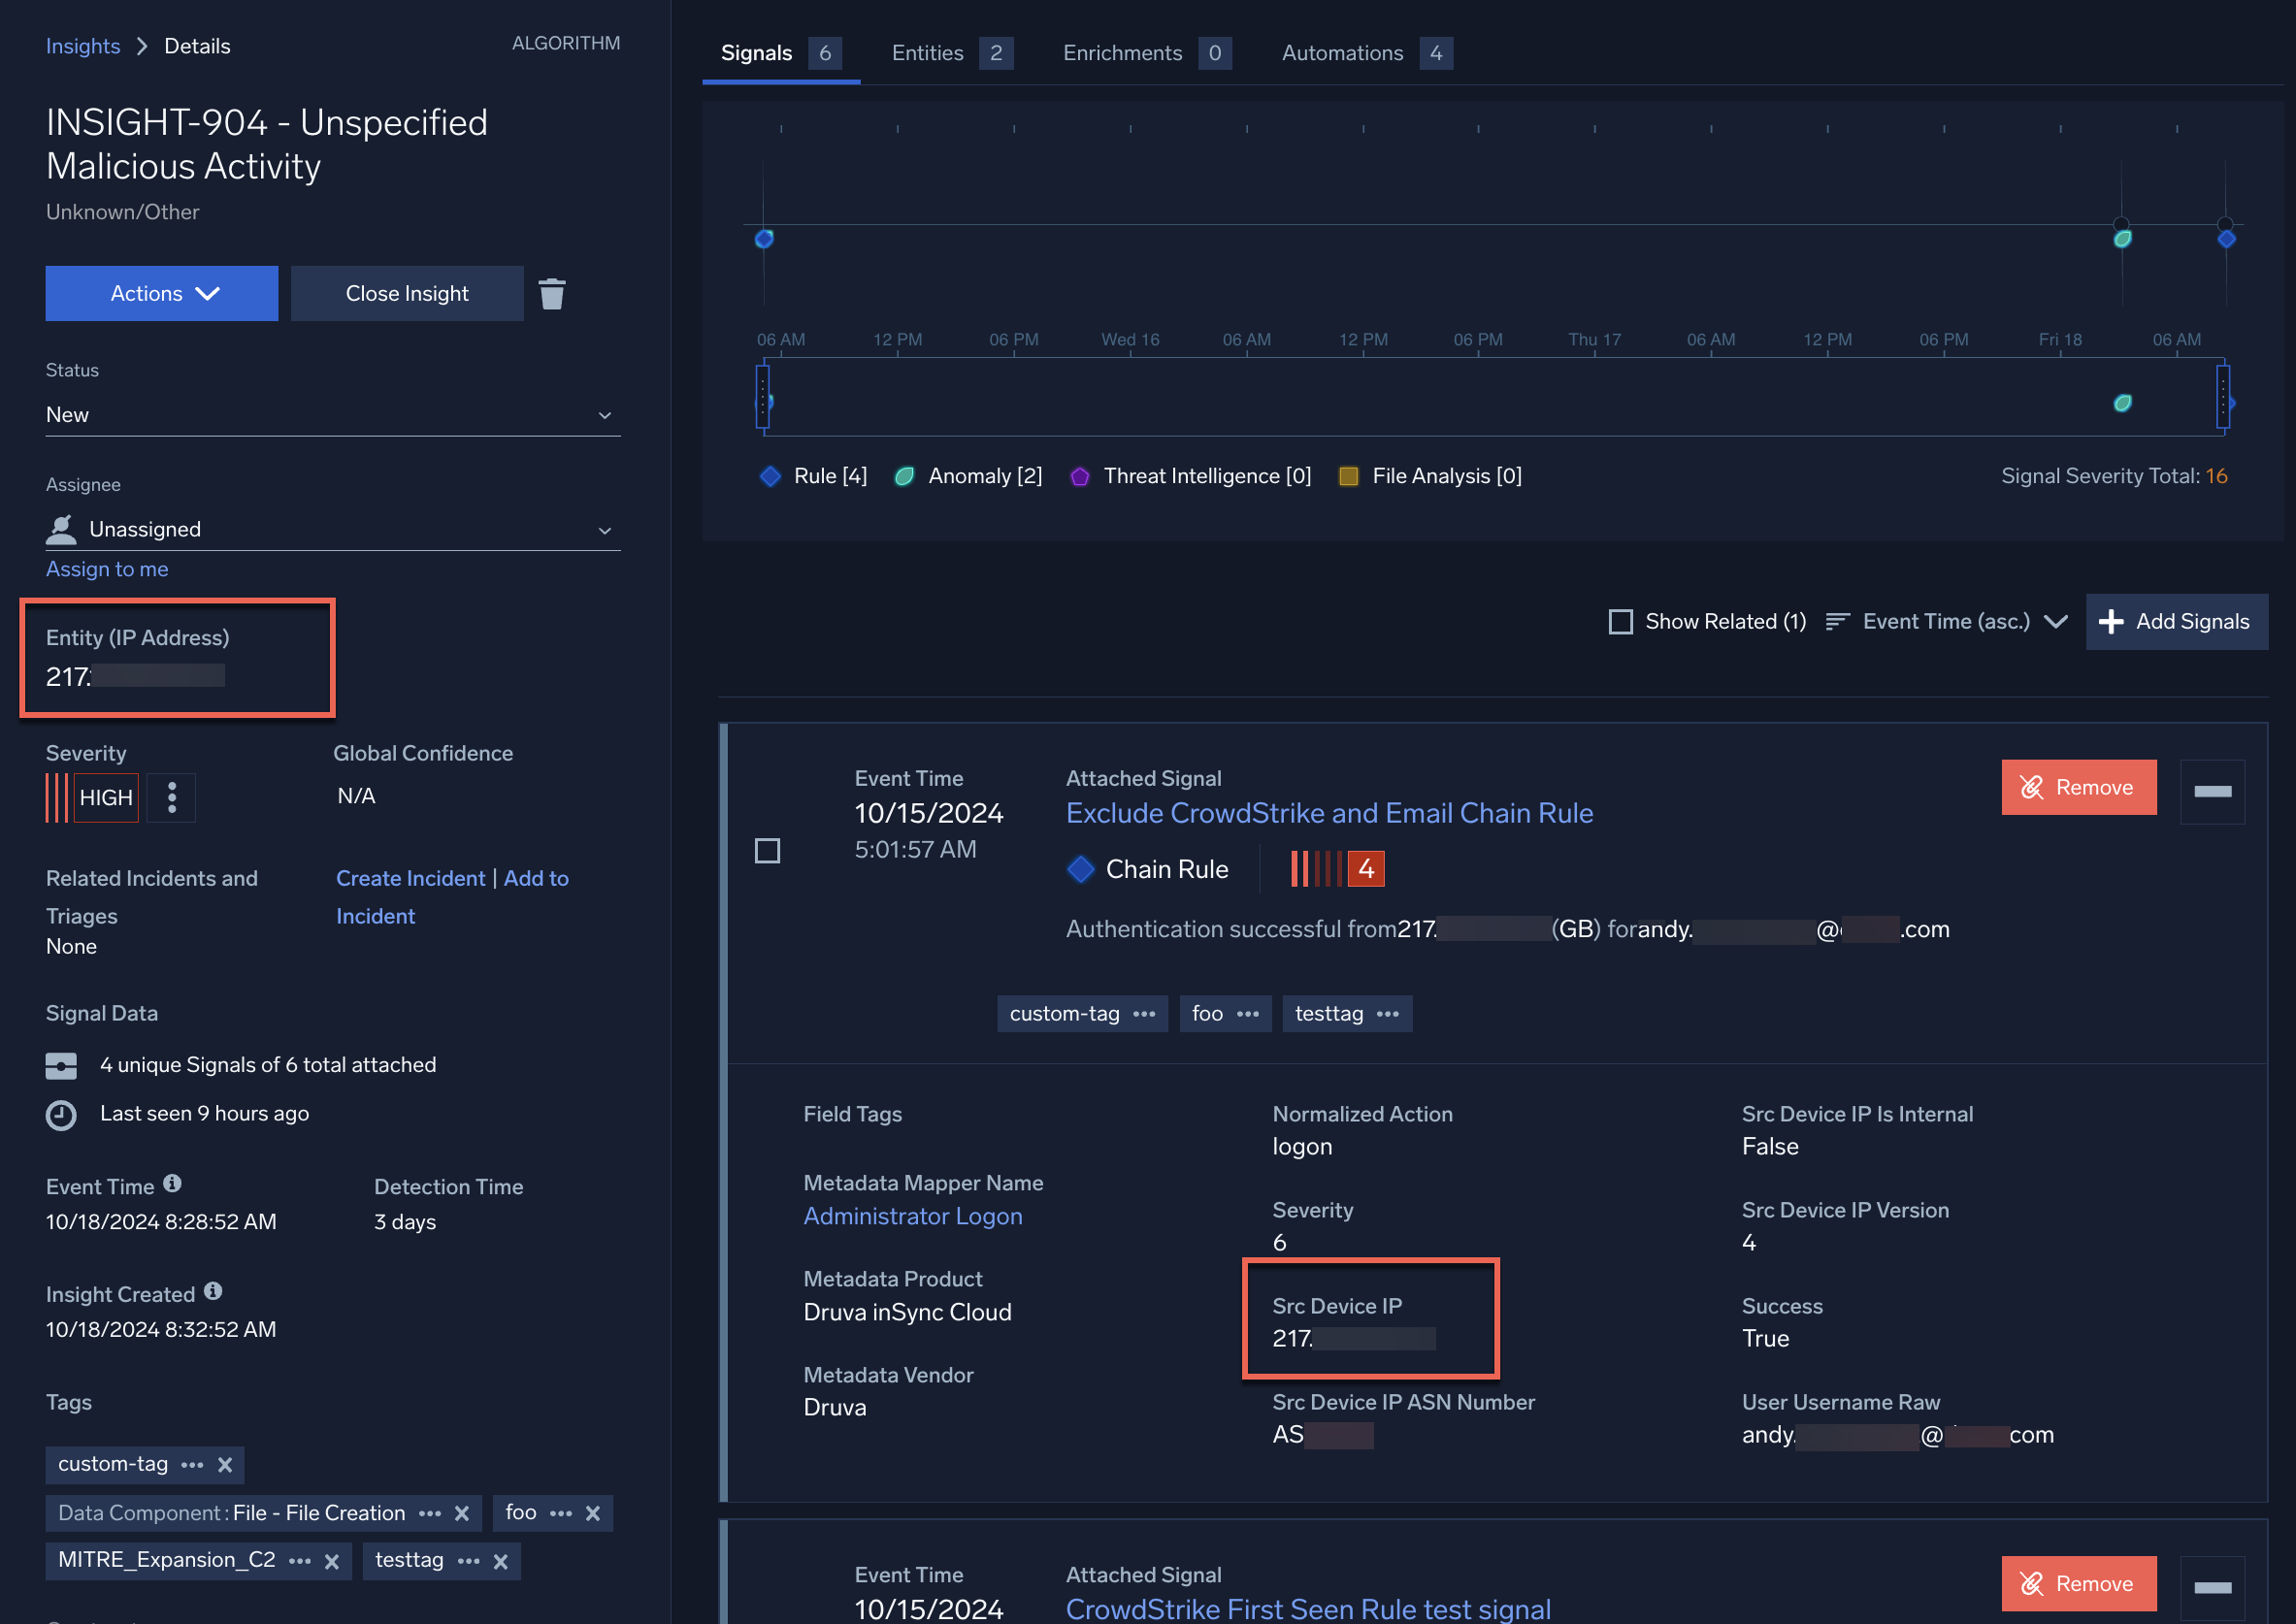 Insights > Details
ALGORITHM
INSIGHT-904 - Unspecified
Malicious Activity
Unknown/Other
Actions
Close Insight
Status
New
Assignee
Unassigned
Assign to me
Entity (IP Address)
217.
Severity
Global Confidence
HIGH
N/A
Related Incidents and
Triages
None
Create Incident | Add to
Incident
Signal Data
4 unique Signals of 6 total attached
Last seen 9 hours ago
Event Time
Detection Time
10/18/2024 8:28:52 AM
3 days
Insight Created
10/18/2024 8:32:52 AM
Tags
custom-tag
Data Component: File - File Creation
foo
MITRE_Expansion_C2
testtag
Signals 6
Entities 2
Enrichments 0
Automations 4
06 AM 12 PM 06 PM Wed 16 06 AM 12 PM 06 PM Thu 17 06 AM 12 PM 06 PM Fri 18 06 AM
Rule [4] Anomaly [2] Threat Intelligence [0] File Analysis [0]
Signal Severity Total: 16
Show Related (1)
Event Time (asc.)
Add Signals
Event Time
10/15/2024
5:01:57 AM
Attached Signal
Exclude CrowdStrike and Email Chain Rule
Chain Rule
4
Authentication successful from217. (GB) forandy. @ .com
Remove
custom-tag foo testtag
Field Tags
Metadata Mapper Name
Administrator Logon
Metadata Product
Druva inSync Cloud
Metadata Vendor
Druva
Normalized Action
logon
Severity
6
Src Device IP
217.
Src Device IP ASN Number
AS
Src Device IP Is Internal
False
Src Device IP Version
4
Success
True
User Username Raw
andy. @ com
Event Time
10/15/2024
Attached Signal
CrowdStrike First Seen Rule test signal
Remove